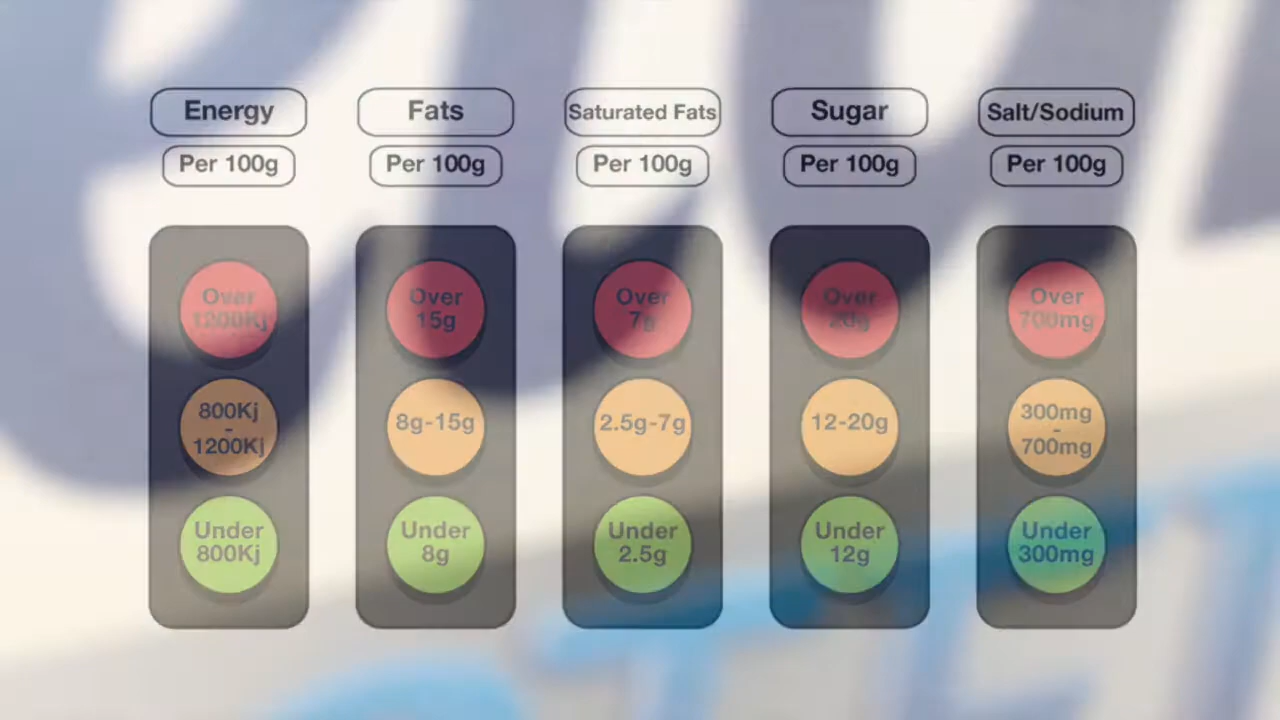 Energy
Per 100g
Over
1200Kj
800Kj
-
1200Kj
Under
800Kj
Fats
Per 100g
Over
15g
8g-15g
Under
8g
Saturated Fats
Per 100g
Over
7g
2.5g-7g
Under
2.5g
Sugar
Per 100g
Over
20g
12-20g
Under
12g
Salt/Sodium
Per 100g
Over
700mg
300mg
-
700mg
Under
300mg